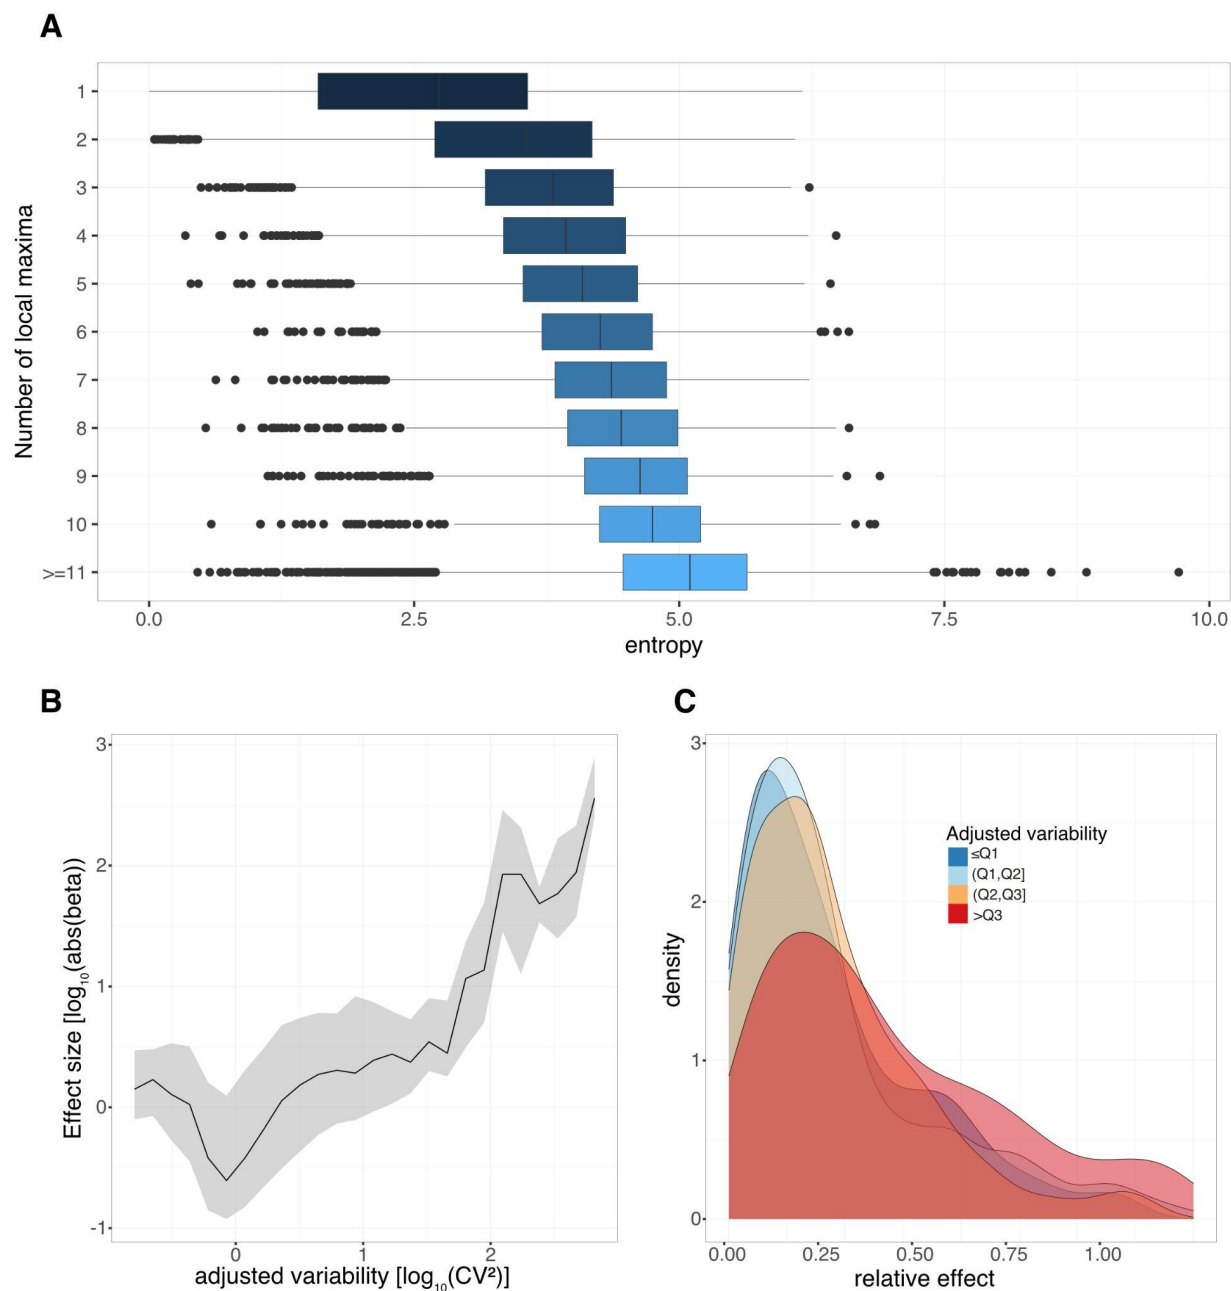 A
Number of local maxima
1
2
3
4
5
6
7
8
9
10
>=11
0.0 2.5 5.0 7.5 10.0
entropy
B
Effect size [log₁₀(abs(beta))]
3
2
1
0
-1
0 1 2
adjusted variability [log₁₀(CV²)]
C
density
3
2
1
0
Adjusted variability
≤Q1
(Q1,Q2]
(Q2,Q3]
>Q3
0.00 0.25 0.50 0.75 1.00
relative effect